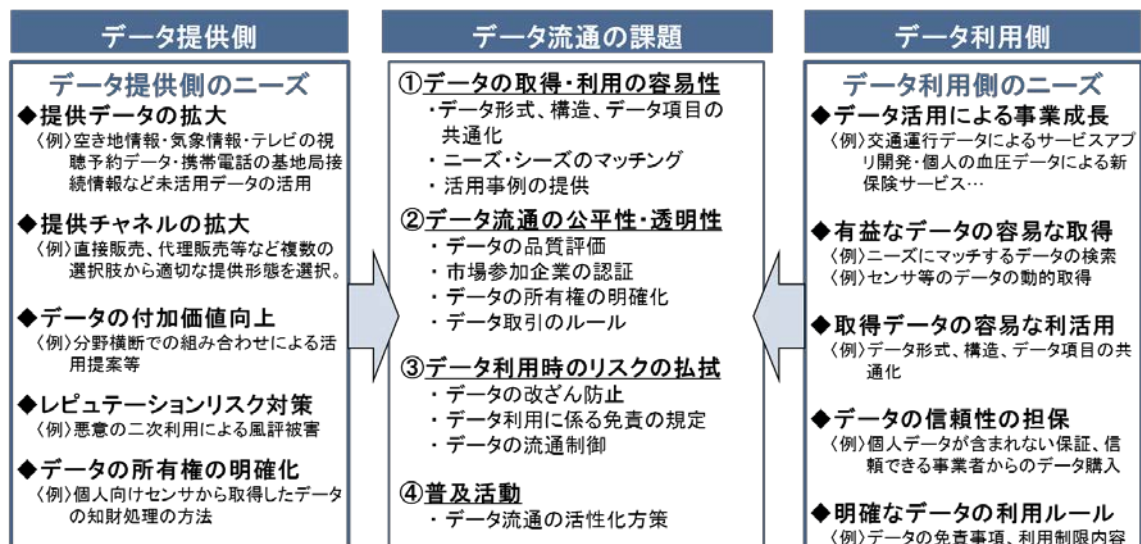 データ提供側
データ提供側のニーズ
◆提供データの拡大
〈例〉空き地情報・気象情報・テレビの視
聴予約データ・携帯電話の基地局接
続情報など未活用データの活用
◆提供チャネルの拡大
〈例〉直接販売、代理販売等など複数の
選択肢から適切な提供形態を選択。
◆データの付加価値向上
〈例〉分野横断での組み合わせによる活
用提案等
◆レピュテーションリスク対策
〈例〉悪意の二次利用による風評被害
◆データの所有権の明確化
〈例〉個人向けセンサから取得したデータ
の知財処理の方法
データ流通の課題
①データの取得・利用の容易性
・データ形式、構造、データ項目の
共通化
・ニーズ・シーズのマッチング
・活用事例の提供
②データ流通の公平性・透明性
・データの品質評価
・市場参加企業の認証
・データの所有権の明確化
・データ取引のルール
③データ利用時のリスクの払拭
・データの改ざん防止
・データ利用に係る免責の規定
・データの流通制御
④普及活動
・データ流通の活性化方策
データ利用側
データ利用側のニーズ
◆データ活用による事業成長
〈例〉交通運行データによるサービスアプ
リ開発・個人の血圧データによる新
保険サービス…
◆有益なデータの容易な取得
〈例〉ニーズにマッチするデータの検索
〈例〉センサ等のデータの動的取得
◆取得データの容易な利活用
〈例〉データ形式、構造、データ項目の共
通化
◆データの信頼性の担保
〈例〉個人データが含まれない保証、信
頼できる事業者からのデータ購入
◆明確なデータの利用ルール
〈例〉データの免責事項、利用制限内容